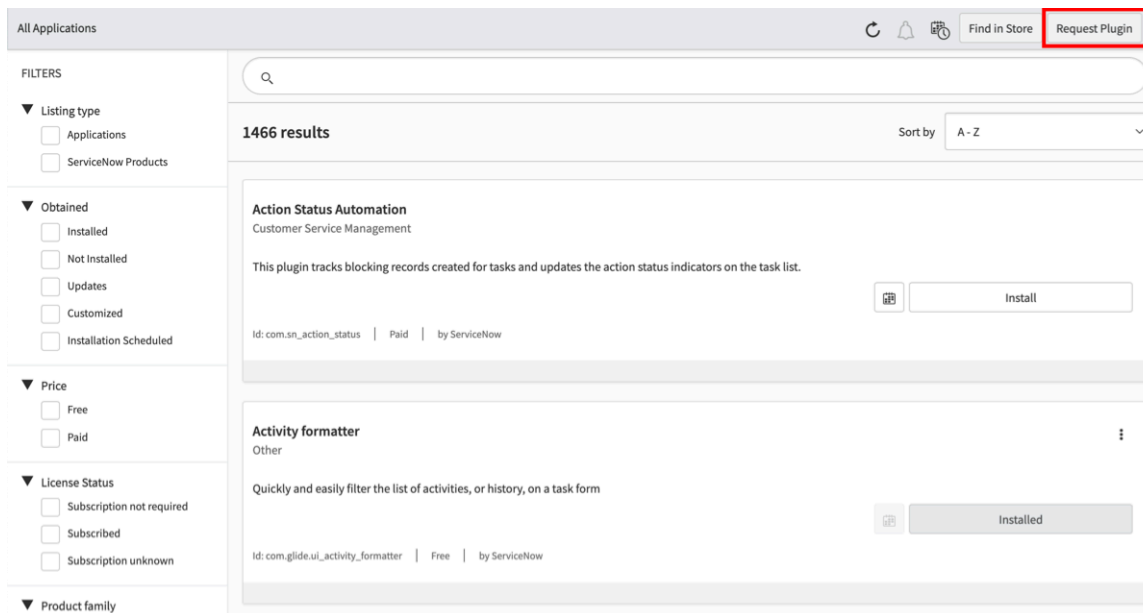 All Applications
Find in Store
Request Plugin
FILTERS
Listing type
Applications
ServiceNow Products
Obtained
Installed
Not Installed
Updates
Customized
Installation Scheduled
Price
Free
Paid
License Status
Subscription not required
Subscribed
Subscription unknown
Product family
1466 results
Sort by
A - Z
Action Status Automation
Customer Service Management
This plugin tracks blocking records created for tasks and updates the action status indicators on the task list.
Install
Id: com.sn_action_status | Paid | by ServiceNow
Activity formatter
Other
Quickly and easily filter the list of activities, or history, on a task form
Installed
Id: com.glide.ui_activity_formatter | Free | by ServiceNow